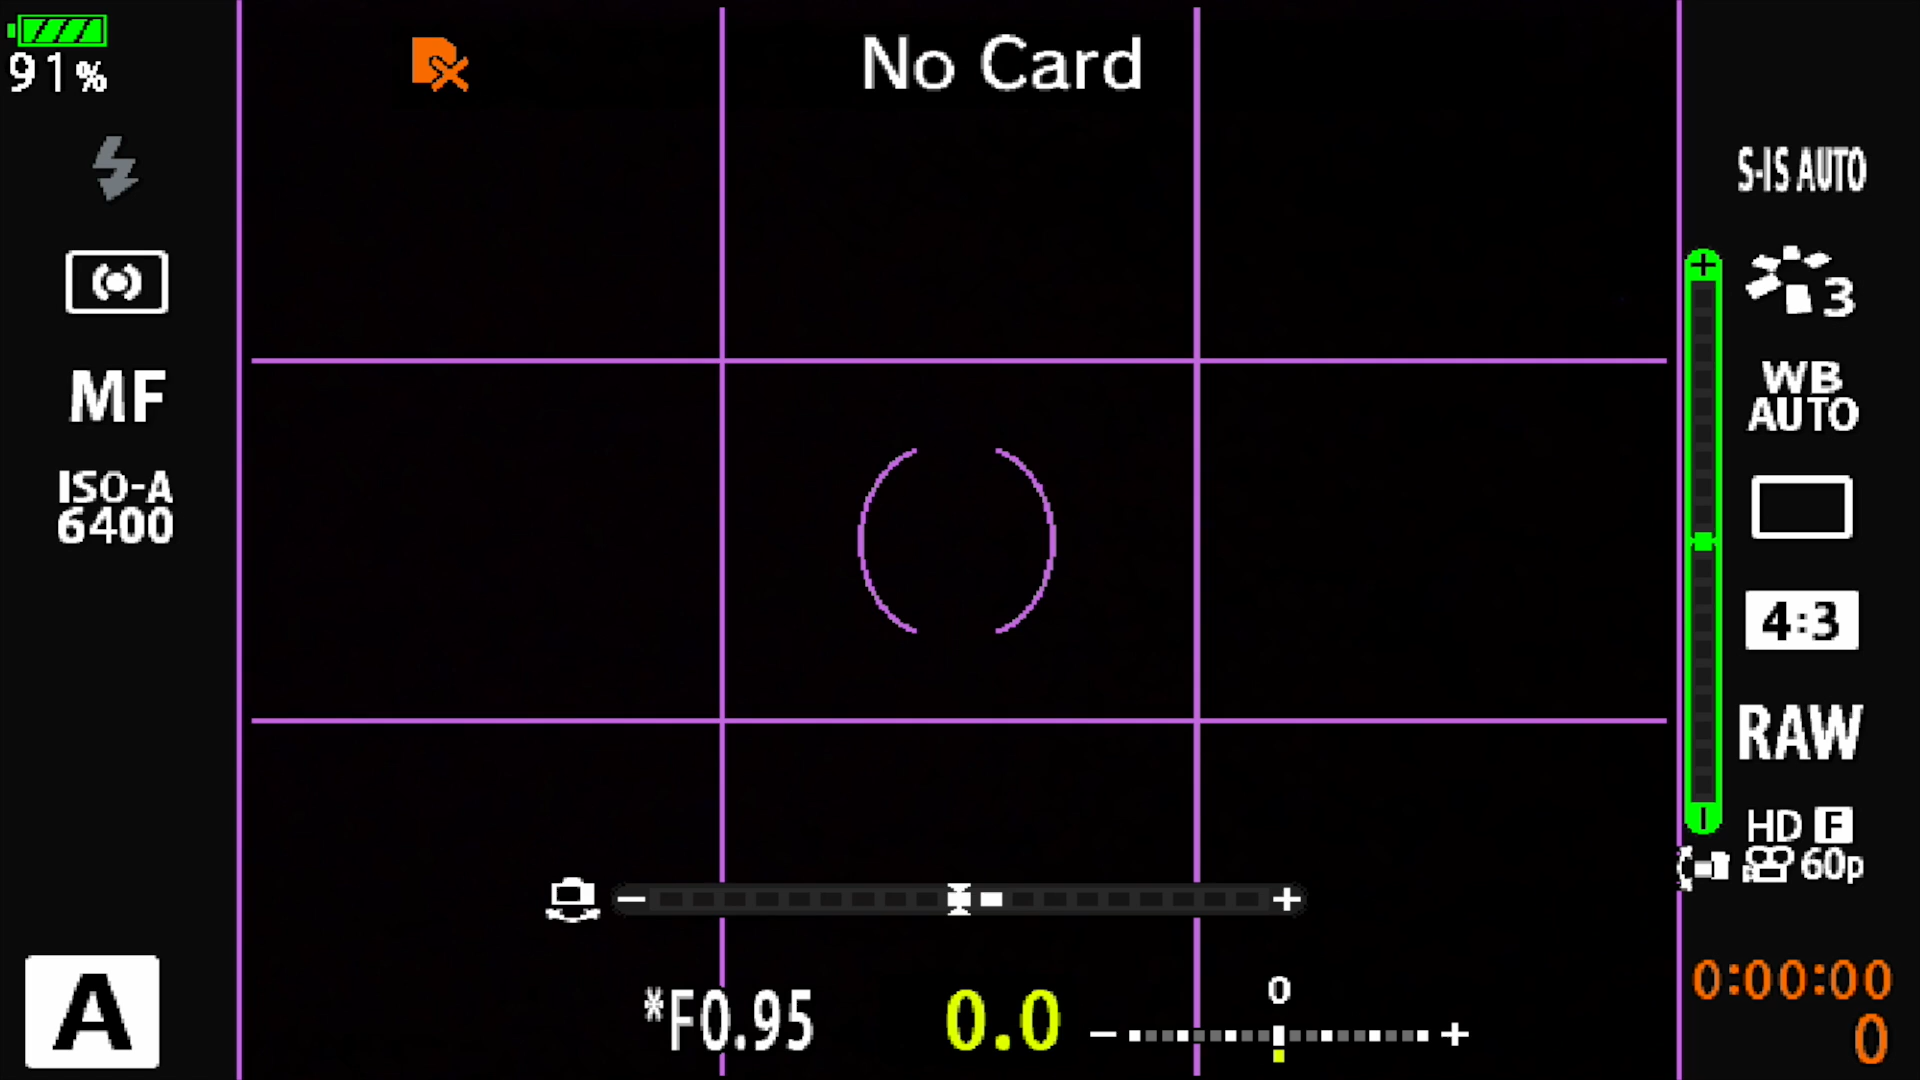 No Card
91%
S-IS AUTO
3
MF
WB
AUTO
ISO-A
6400
4:3
RAW
HD F
60p
− +
A
*F0.95
0.0
0
− +
0:00:00
0